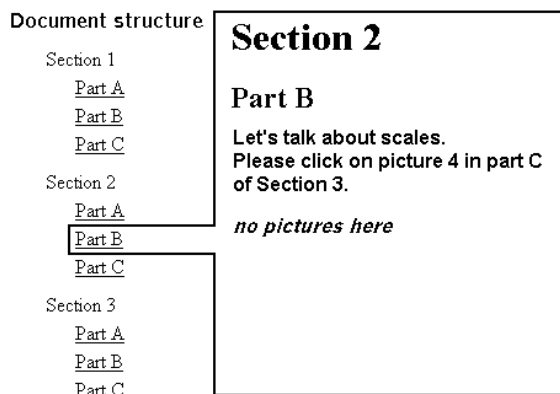 Document structure
Section 1
Part A
Part B
Part C
Section 2
Part A
Part B
Part C
Section 3
Part A
Part B
Part C
Section 2
Part B
Let's talk about scales.
Please click on picture 4 in part C
of Section 3.
no pictures here